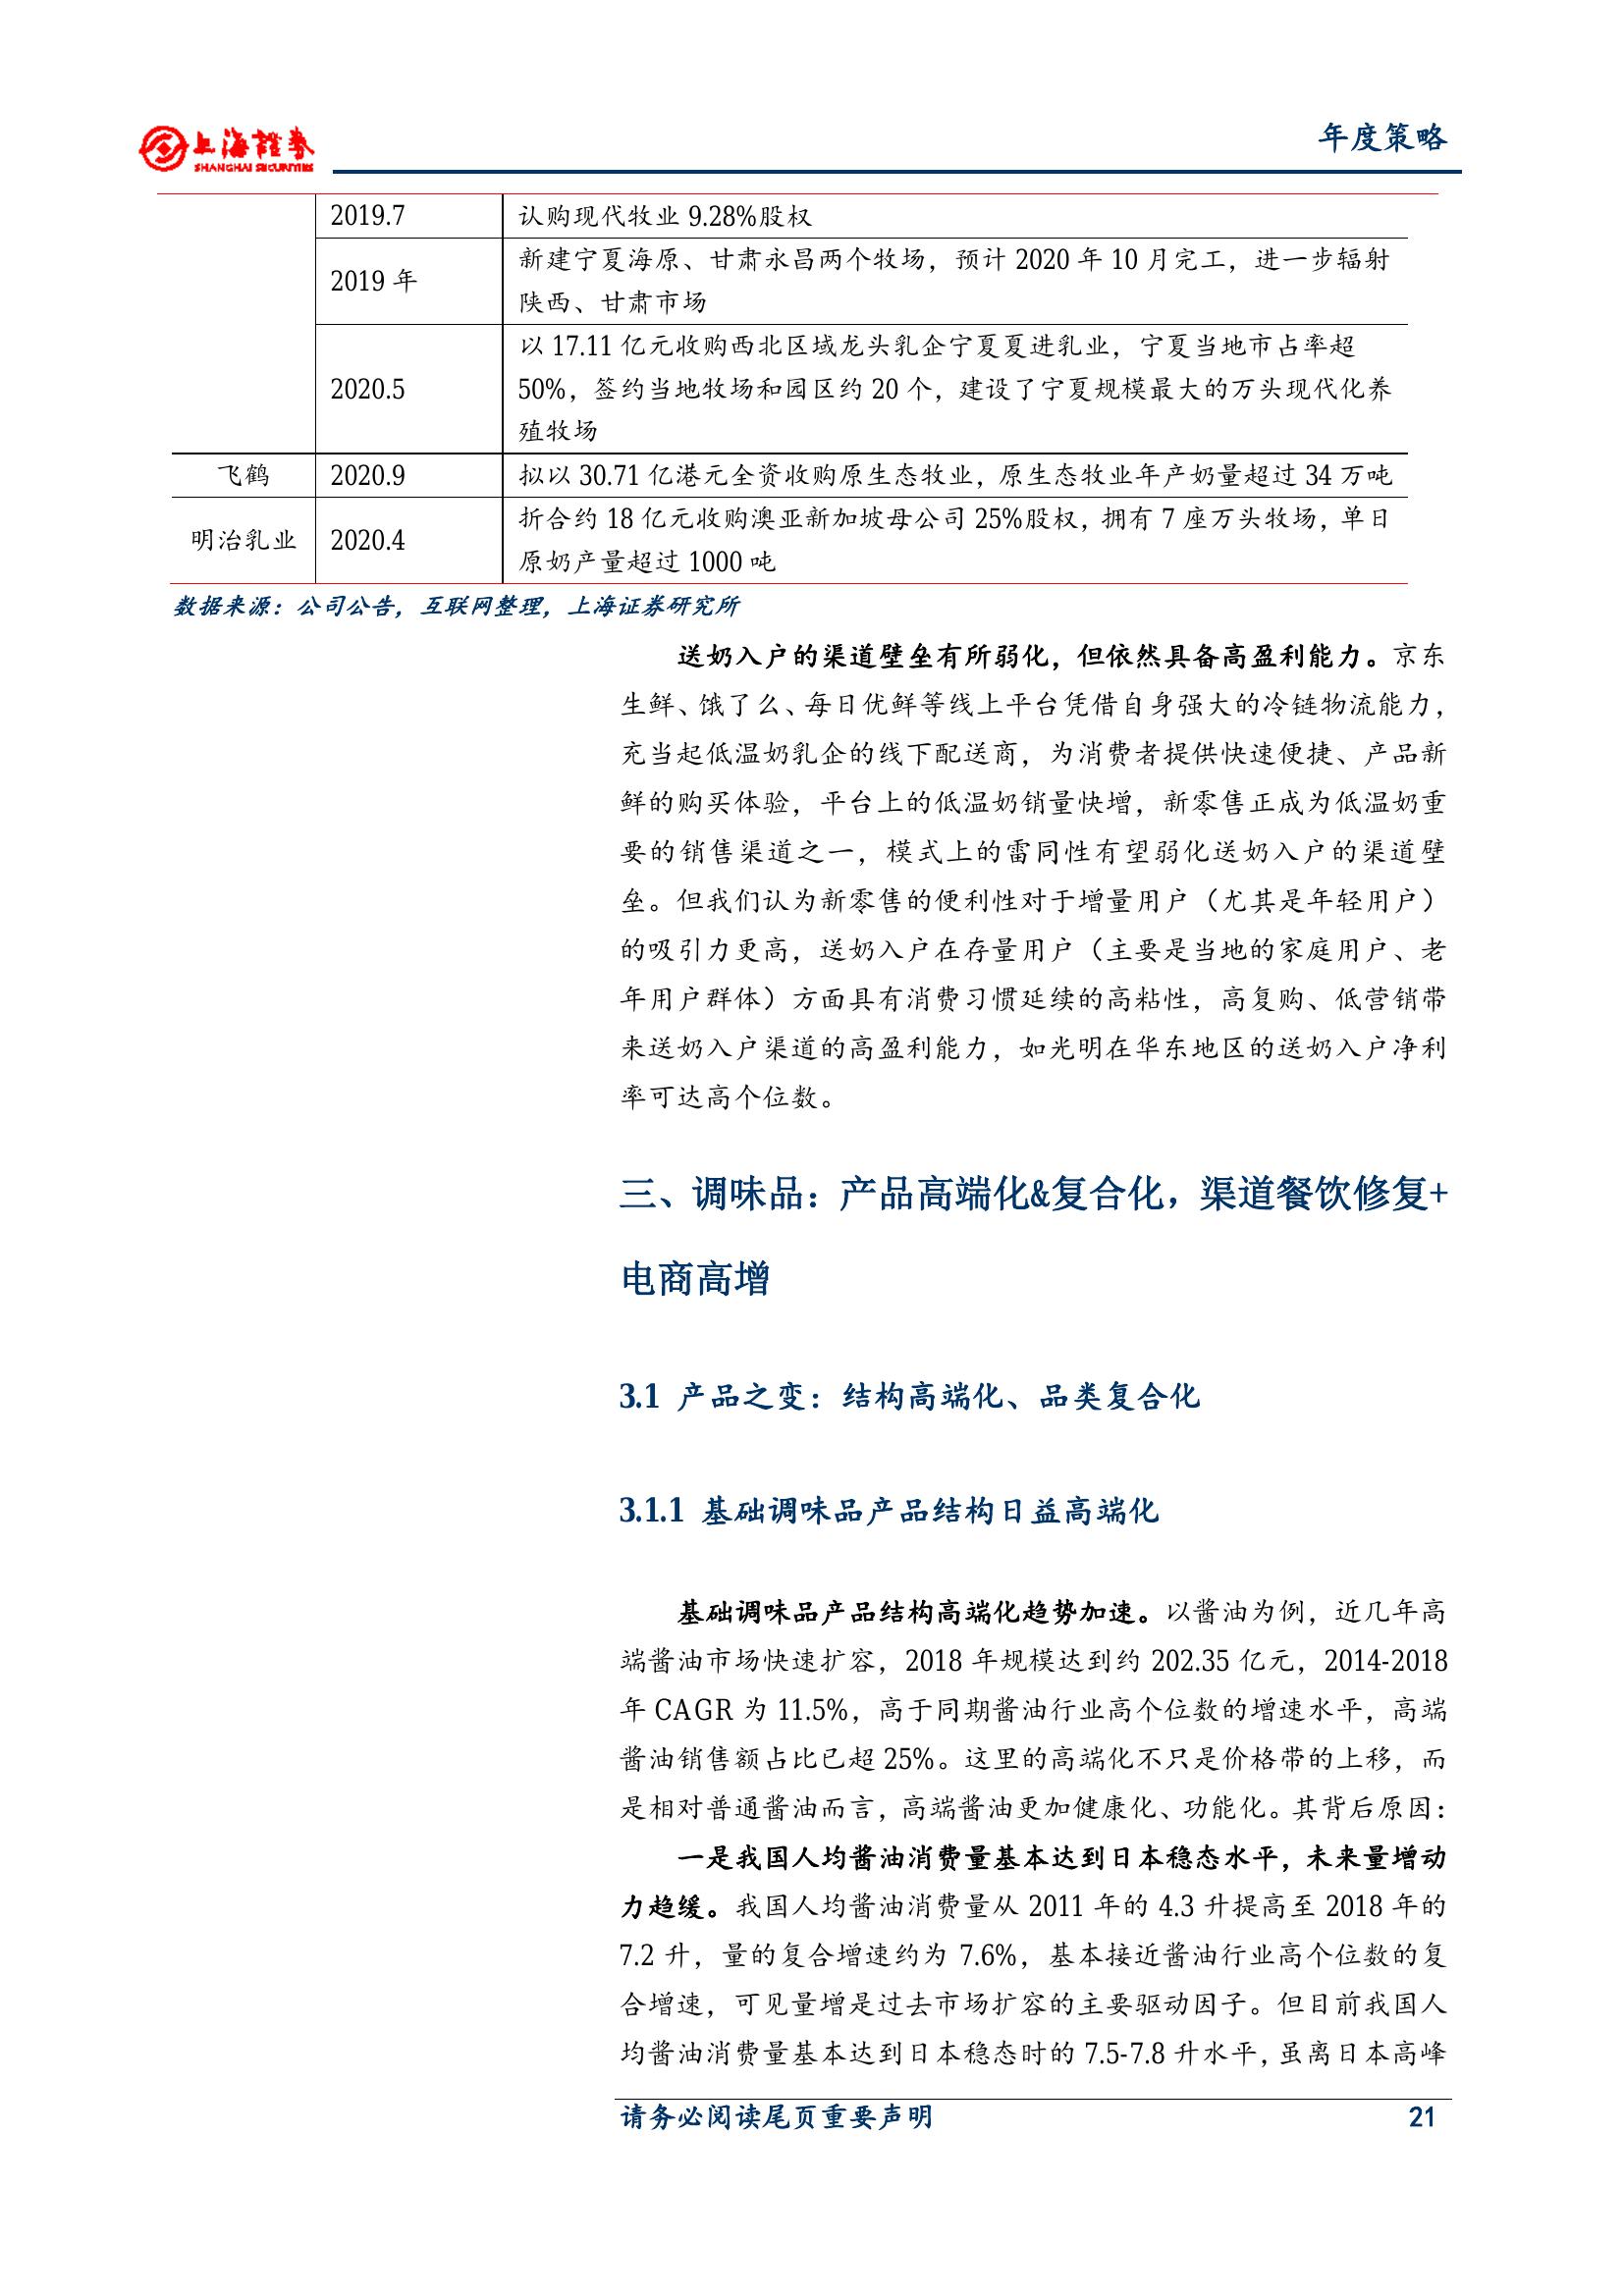 上海證券
SHANGHAI SECURITIES
年度策略
2019.7
认购现代牧业 9.28%股权
2019 年
新建宁夏海原、甘肃永昌两个牧场，预计 2020 年 10 月完工，进一步辐射
陕西、甘肃市场
2020.5
以 17.11 亿元收购西北区域龙头乳企宁夏夏进乳业，宁夏当地市占率超
50%，签约当地牧场和园区约 20 个，建设了宁夏规模最大的万头现代化养
殖牧场
飞鹤
2020.9
拟以 30.71 亿港元全资收购原生态牧业，原生态牧业年产奶量超过 34 万吨
明治乳业
2020.4
折合约 18 亿元收购澳亚新加坡母公司 25%股权，拥有 7 座万头牧场，单日
原奶产量超过 1000 吨
数据来源：公司公告，互联网整理，上海证券研究所
送奶入户的渠道壁垒有所弱化，但依然具备高盈利能力。京东
生鲜、饿了么、每日优鲜等线上平台凭借自身强大的冷链物流能力，
充当起低温奶乳企的线下配送商，为消费者提供快速便捷、产品新
鲜的购买体验，平台上的低温奶销量快增，新零售正成为低温奶重
要的销售渠道之一，模式上的雷同性有望弱化送奶入户的渠道壁
垒。但我们认为新零售的便利性对于增量用户（尤其是年轻用户）
的吸引力更高，送奶入户在存量用户（主要是当地的家庭用户、老
年用户群体）方面具有消费习惯延续的高粘性，高复购、低营销带
来送奶入户渠道的高盈利能力，如光明在华东地区的送奶入户净利
率可达高个位数。
三、调味品：产品高端化&复合化，渠道餐饮修复+
电商高增
3.1 产品之变：结构高端化、品类复合化
3.1.1 基础调味品产品结构日益高端化
基础调味品产品结构高端化趋势加速。以酱油为例，近几年高
端酱油市场快速扩容，2018 年规模达到约 202.35 亿元，2014-2018
年 CAGR 为 11.5%，高于同期酱油行业高个位数的增速水平，高端
酱油销售额占比已超 25%。这里的高端化不只是价格带的上移，而
是相对普通酱油而言，高端酱油更加健康化、功能化。其背后原因：
一是我国人均酱油消费量基本达到日本稳态水平，未来量增动
力趋缓。我国人均酱油消费量从 2011 年的 4.3 升提高至 2018 年的
7.2 升，量的复合增速约为 7.6%，基本接近酱油行业高个位数的复
合增速，可见量增是过去市场扩容的主要驱动因子。但目前我国人
均酱油消费量基本达到日本稳态时的 7.5-7.8 升水平，虽离日本高峰
请务必阅读尾页重要声明
21